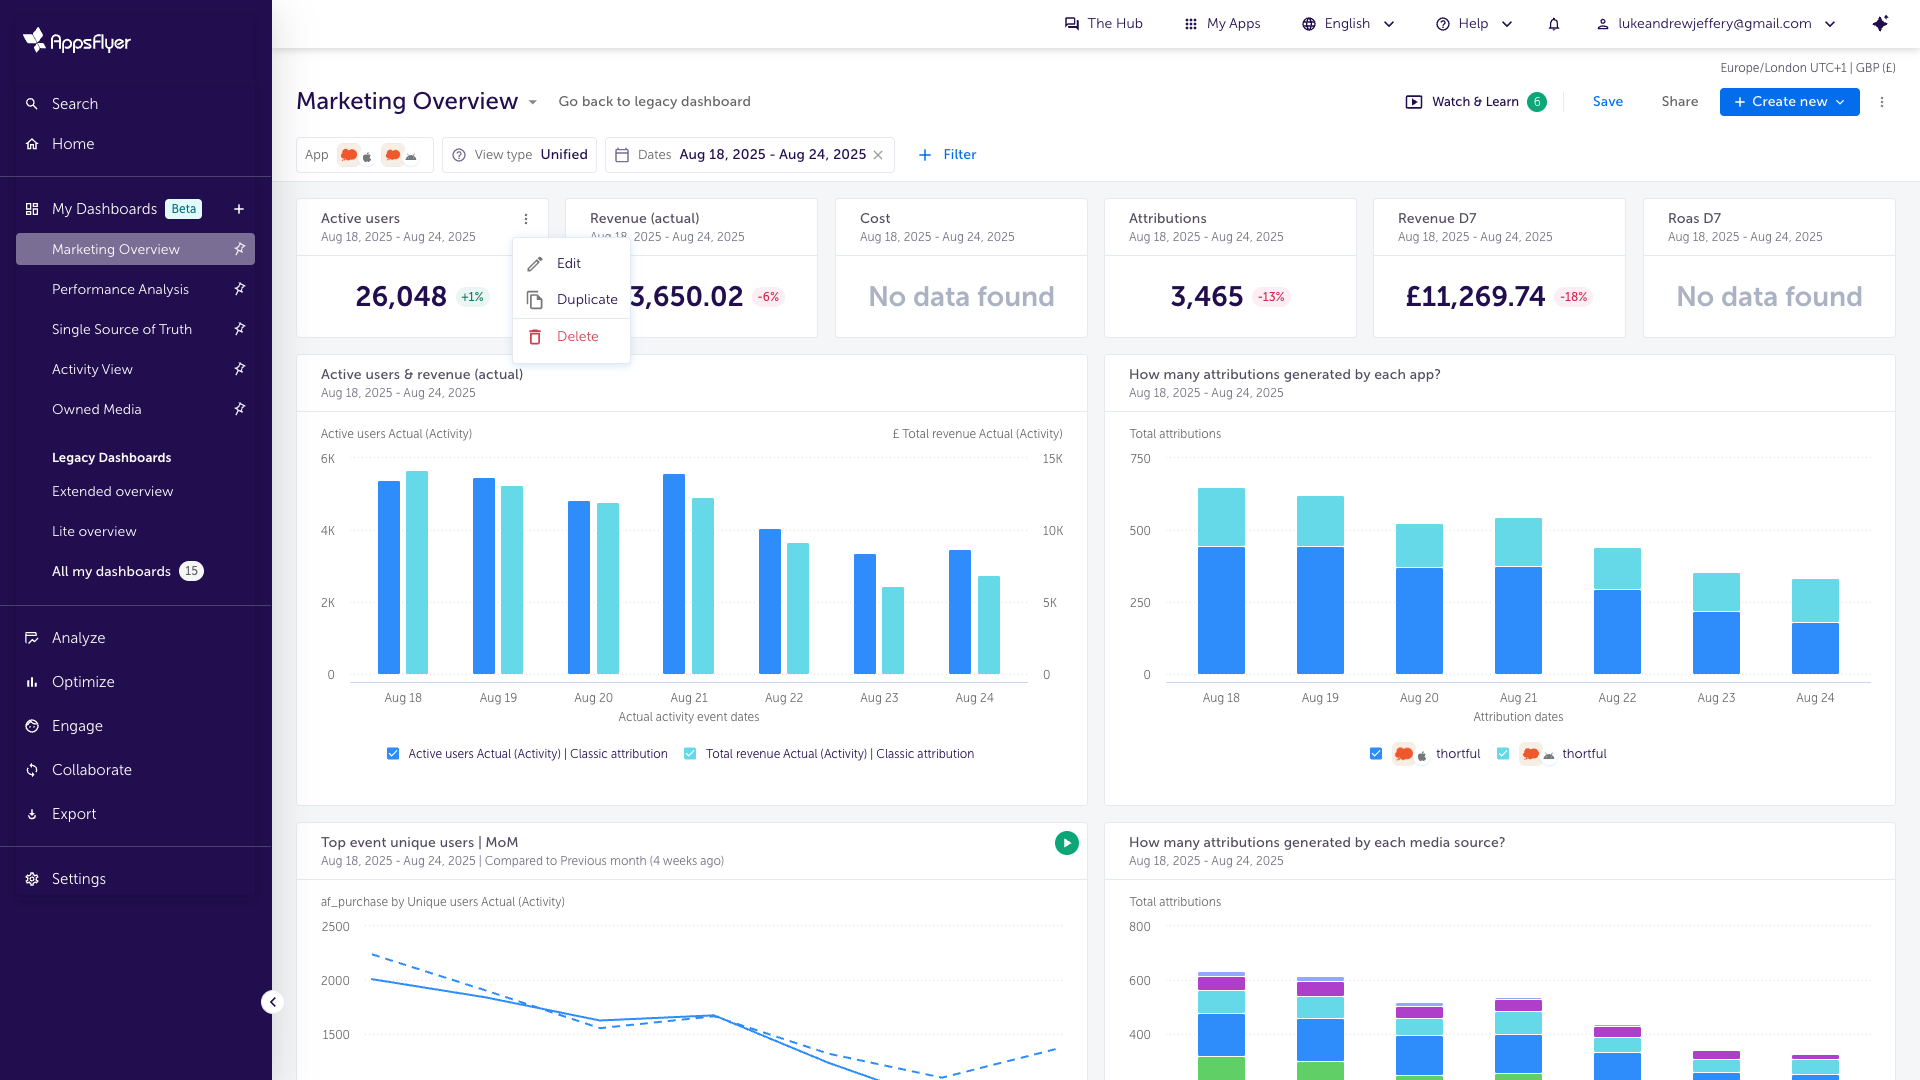 AppsFlyer
Search
Home
My Dashboards Beta
Marketing Overview
Performance Analysis
Single Source of Truth
Activity View
Owned Media
Legacy Dashboards
Extended overview
Lite overview
All my dashboards 15
Analyze
Optimize
Engage
Collaborate
Export
Settings
The Hub My Apps English Help lukeandrewjeffery@gmail.com
Europe/London UTC+1 | GBP (£)
Marketing Overview Go back to legacy dashboard Watch & Learn 6 Save Share + Create new
App View type Unified Dates Aug 18, 2025 - Aug 24, 2025 + Filter
Active users
Aug 18, 2025 - Aug 24, 2025
26,048 +1%
Edit
Duplicate
Delete
Revenue (actual)
Aug 18, 2025 - Aug 24, 2025
3,650.02 -6%
Cost
Aug 18, 2025 - Aug 24, 2025
No data found
Attributions
Aug 18, 2025 - Aug 24, 2025
3,465 -13%
Revenue D7
Aug 18, 2025 - Aug 24, 2025
£11,269.74 -18%
Roas D7
Aug 18, 2025 - Aug 24, 2025
No data found
Active users & revenue (actual)
Aug 18, 2025 - Aug 24, 2025
Active users Actual (Activity) £ Total revenue Actual (Activity)
6K 15K
4K 10K
2K 5K
0 0
Aug 18 Aug 19 Aug 20 Aug 21 Aug 22 Aug 23 Aug 24
Actual activity event dates
Active users Actual (Activity) | Classic attribution Total revenue Actual (Activity) | Classic attribution
How many attributions generated by each app?
Aug 18, 2025 - Aug 24, 2025
Total attributions
750
500
250
0
Aug 18 Aug 19 Aug 20 Aug 21 Aug 22 Aug 23 Aug 24
Attribution dates
thortful thortful
Top event unique users | MoM
Aug 18, 2025 - Aug 24, 2025 | Compared to Previous month (4 weeks ago)
af_purchase by Unique users Actual (Activity)
2500
2000
1500
How many attributions generated by each media source?
Aug 18, 2025 - Aug 24, 2025
Total attributions
800
600
400